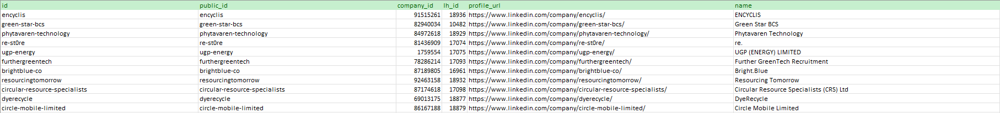 id public_id company_id lh_id profile_url name
encyclis encyclis 91515261 18936 https://www.linkedin.com/company/encyclis/ ENCYCLIS
green-star-bcs green-star-bcs 82940034 10482 https://www.linkedin.com/company/green-star-bcs/ Green Star BCS
phytavaren-technology phytavaren-technology 84972618 18929 https://www.linkedin.com/company/phytavaren-technology/ Phytavaren Technology
re-st0re re-st0re 81436909 17074 https://www.linkedin.com/company/re-st0re/ re.
ugp-energy ugp-energy 1759554 17075 https://www.linkedin.com/company/ugp-energy/ UGP (ENERGY) LIMITED
furthergreentech furthergreentech 78286214 17093 https://www.linkedin.com/company/furthergreentech/ Further GreenTech Recruitment
brightblue-co brightblue-co 87189805 16961 https://www.linkedin.com/company/brightblue-co/ Bright.Blue
resourcingtomorrow resourcingtomorrow 92463158 18932 https://www.linkedin.com/company/resourcingtomorrow/ Resourcing Tomorrow
circular-resource-specialists circular-resource-specialists 87174618 17098 https://www.linkedin.com/company/circular-resource-specialists/ Circular Resource Specialists (CRS) Ltd
dyerecycle dyerecycle 69013175 18877 https://www.linkedin.com/company/dyerecycle/ DyeRecycle
circle-mobile-limited circle-mobile-limited 86167188 18879 https://www.linkedin.com/company/circle-mobile-limited/ Circle Mobile Limited